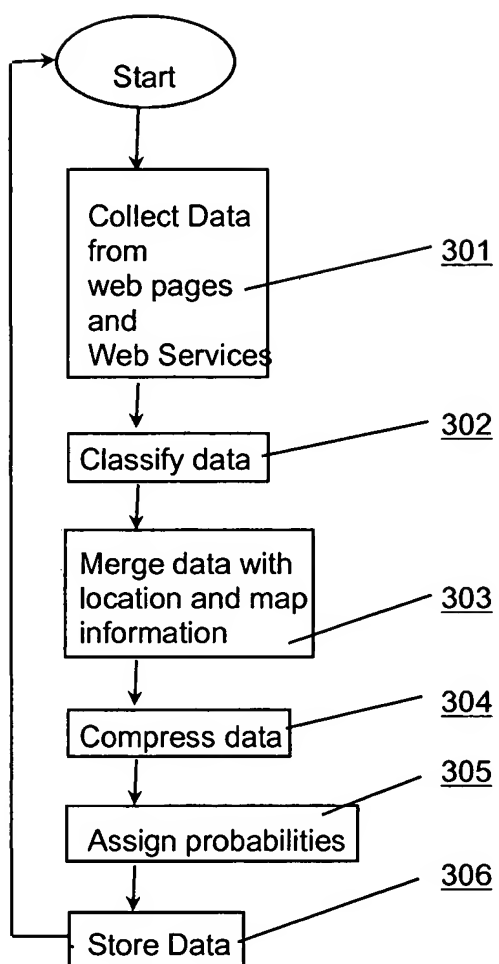 Start
Collect Data
from
web pages
and
Web Services
301
302
Classify data
Merge data with
location and map
information
303
304
Compress data
305
Assign probabilities
306
Store Data